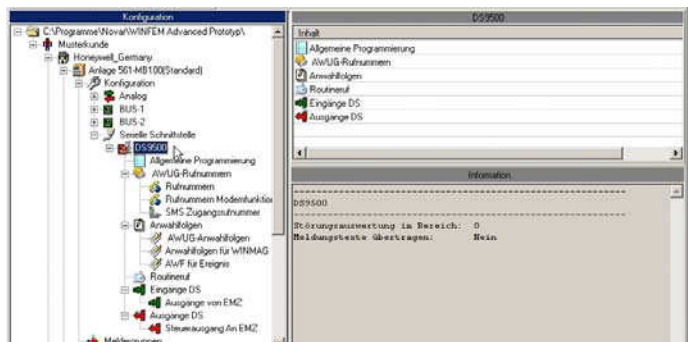 Konfiguration
C:\Programme\Novar\WINFEM Advanced Prototyp\
Musterkunde
Honeywell_Germany
Anlage 561-MB100(Standard)
Konfiguration
Analog
BUS-1
BUS-2
Serielle Schnittstelle
DS9500
Allgemeine Programmierung
AWUG-Rufnummern
Rufnummern
Rufnummern Modemfunktion
SMS Zugangsrufnummer
Anwahlfolgen
AWUG-Anwahlfolgen
Anwahlfolgen für WINMAG
AWF für Ereignis
Routineruf
Eingänge DS
Ausgänge von EMZ
Ausgänge DS
Steuerausgang An EMZ
Meldergruppen
DS9500
Inhalt
Allgemeine Programmierung
AWUG-Rufnummern
Anwahlfolgen
Routineruf
Eingänge DS
Ausgänge DS
Information
DS9500
Störungsauswertung in Bereich: 0
Meldungstexte übertragen: Nein